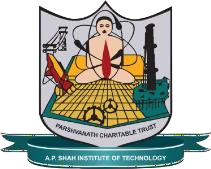 PARSHVANATH CHARITABLE TRUST
A.P. SHAH INSTITUTE OF TECHNOLOGY